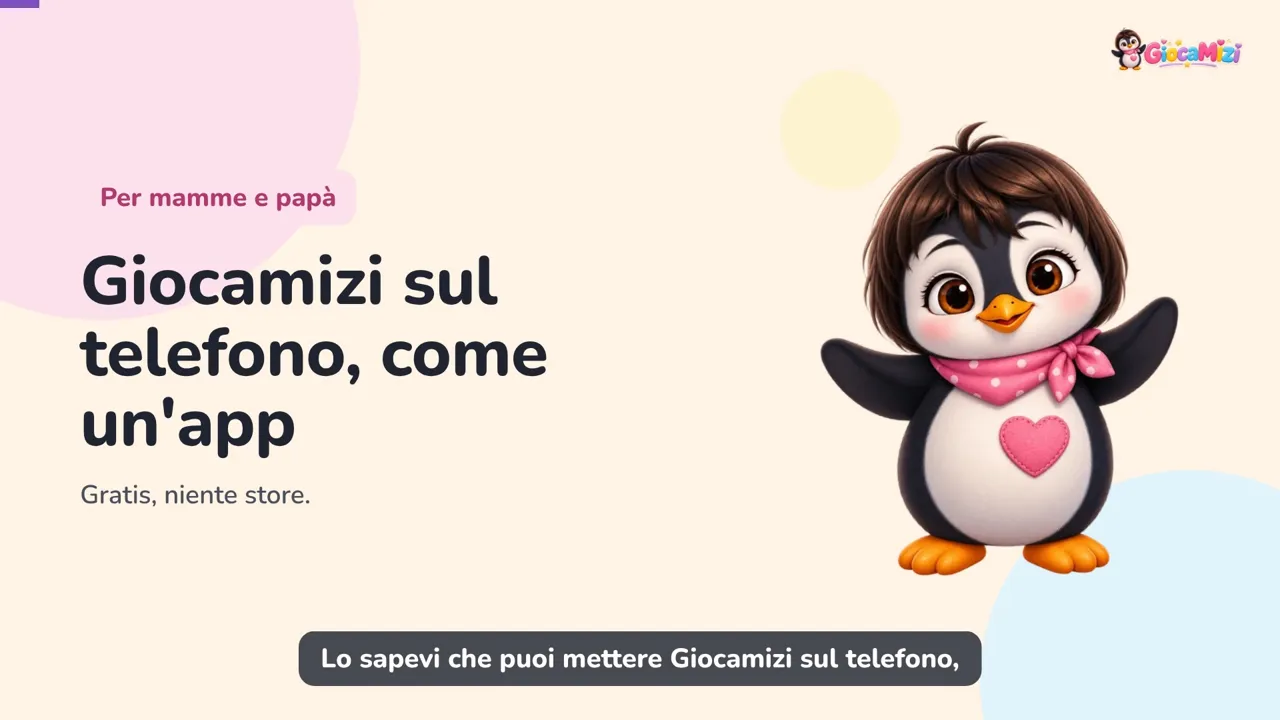 GiocaMizi
Per mamme e papà
Giocamizi sul
telefono, come
un'app
Gratis, niente store.
Lo sapevi che puoi mettere Giocamizi sul telefono,